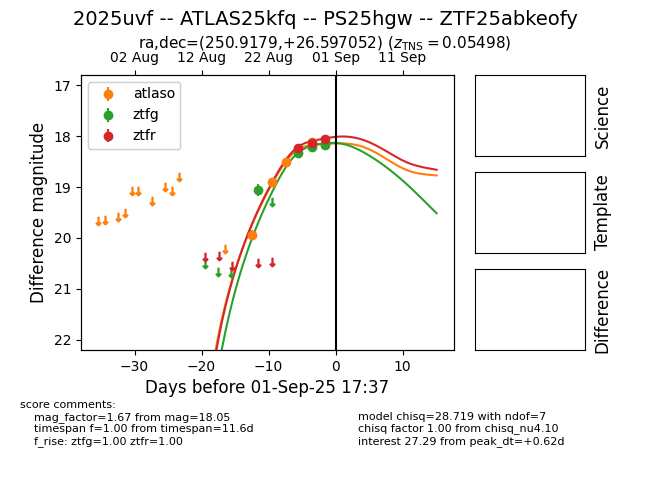 2025uvf -- ATLAS25kfq -- PS25hgw -- ZTF25abkeofy
ra,dec=(250.9179,+26.597052) (z_TNS = 0.05498)
02 Aug 12 Aug 22 Aug 01 Sep 11 Sep
atlaso
ztfg
ztfr
17
18
19
20
21
22
Difference magnitude
−30 −20 −10 0 10
Days before 01-Sep-25 17:37
Science
Template
Difference
score comments:
mag_factor=1.67 from mag=18.05
timespan f=1.00 from timespan=11.6d
f_rise: ztfg=1.00 ztfr=1.00
model chisq=28.719 with ndof=7
chisq factor 1.00 from chisq_nu4.10
interest 27.29 from peak_dt=+0.62d